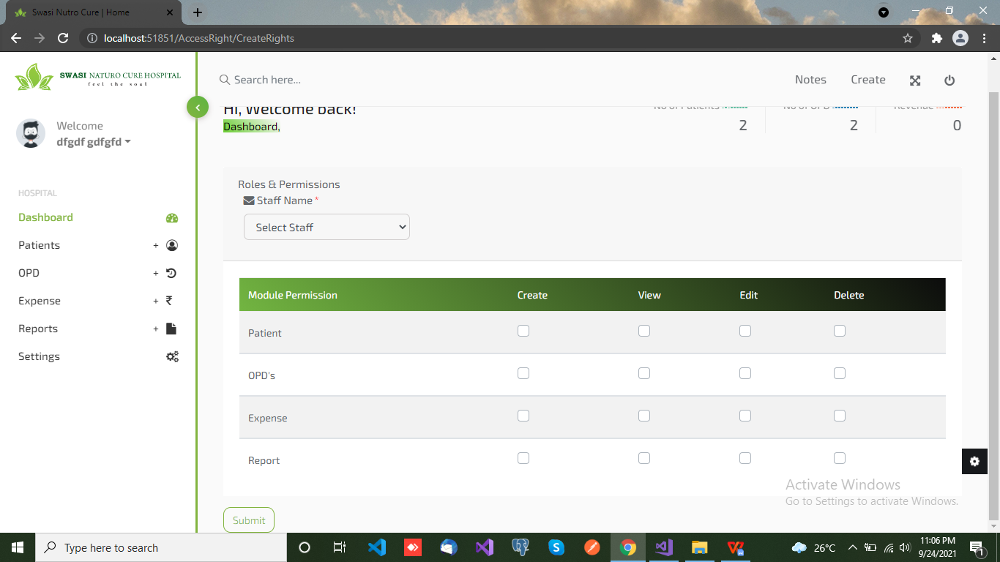 Swasi Nutro Cure | Home
localhost:51851/AccessRight/CreateRights
SWASI NATURO CURE HOSPITAL
feel the soul
Search here...
Notes
Create
Welcome
dfgdf gdfgfd
Hi, Welcome back!
Dashboard,
No of Patients
2
No of OPD
2
Revenue
0
HOSPITAL
Dashboard
Patients +
OPD +
Expense + ₹
Reports +
Settings
Roles & Permissions
Staff Name*
Select Staff
Module Permission Create View Edit Delete
Patient
OPD's
Expense
Report
Submit
Activate Windows
Go to Settings to activate Windows.
Type here to search
26°C
11:06 PM
9/24/2021
1